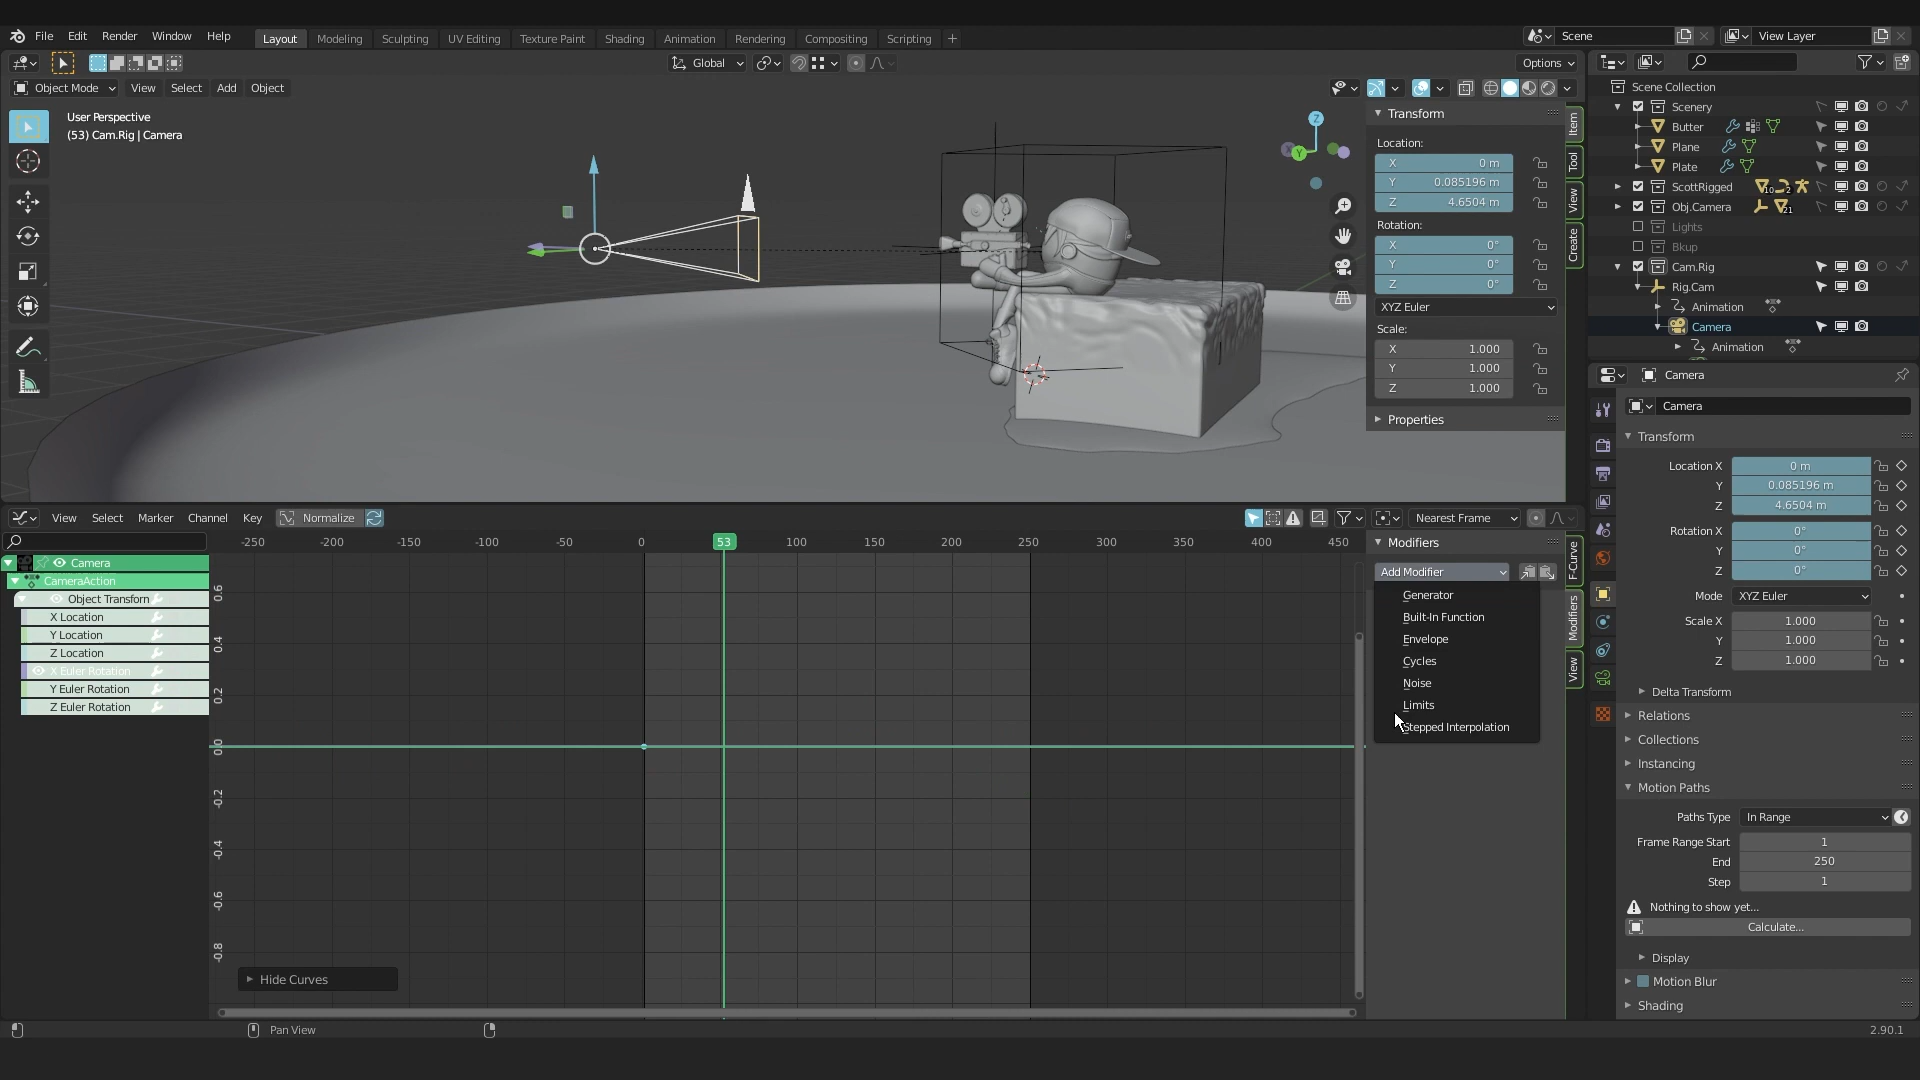 File Edit Render Window Help Layout Modeling Sculpting UV Editing Texture Paint Shading Animation Rendering Compositing Scripting + Scene View Layer
Global Options
Object Mode View Select Add Object
User Perspective
(53) Cam.Rig | Camera
Z
Y
Transform
Location:
X 0 m
Y 0.085196 m
Z 4.6504 m
Rotation:
X 0°
Y 0°
Z 0°
XYZ Euler
Scale:
X 1.000
Y 1.000
Z 1.000
Properties
Item
Tool
View
Create
Scene Collection
Scenery
Butter
Plane
Plate
ScottRigged 10 2
Obj.Camera 21
Lights
Bkup
Cam.Rig
Rig.Cam
Animation
Camera
Animation
Camera
Camera
Transform
Location X 0 m
Y 0.085196 m
Z 4.6504 m
Rotation X 0°
Y 0°
Z 0°
Mode XYZ Euler
Scale X 1.000
Y 1.000
Z 1.000
Delta Transform
Relations
Collections
Instancing
Motion Paths
Paths Type In Range
Frame Range Start 1
End 250
Step 1
Nothing to show yet...
Calculate...
Display
Motion Blur
Shading
View Select Marker Channel Key Normalize Nearest Frame
-250 -200 -150 -100 -50 0 53 100 150 200 250 300 350 400 450
Camera
CameraAction
Object Transforn
X Location
Y Location
Z Location
X Euler Rotation
Y Euler Rotation
Z Euler Rotation
0.6
0.4
0.2
0.0
-0.2
-0.4
-0.6
-0.8
Hide Curves
Modifiers
Add Modifier
Generator
Built-In Function
Envelope
Cycles
Noise
Limits
Stepped Interpolation
F-Curve
Modifiers
View
Pan View
2.90.1